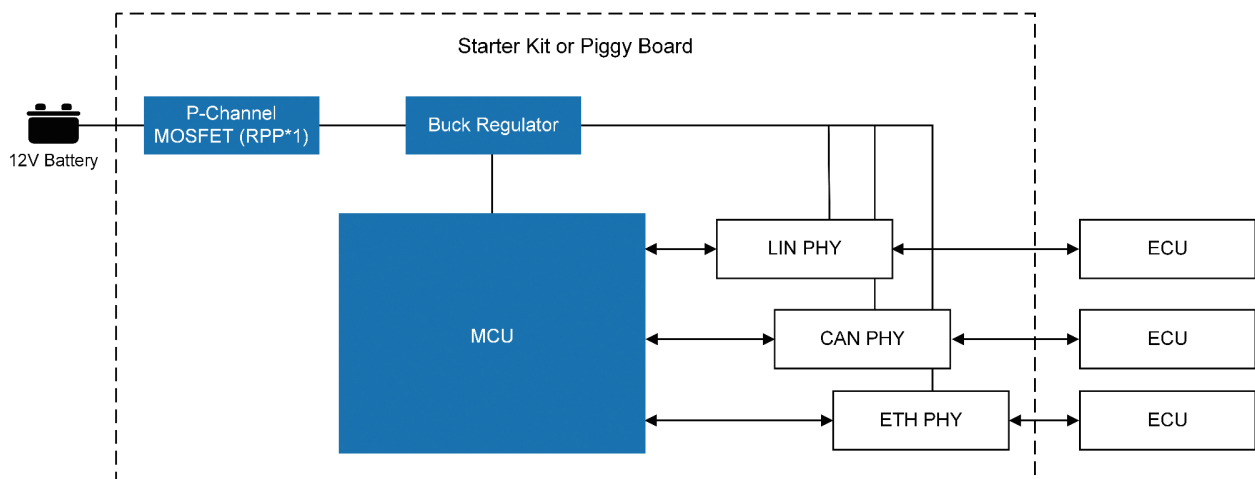 Starter Kit or Piggy Board
12V Battery
P-Channel
MOSFET (RPP*1)
Buck Regulator
MCU
LIN PHY
ECU
CAN PHY
ECU
ETH PHY
ECU